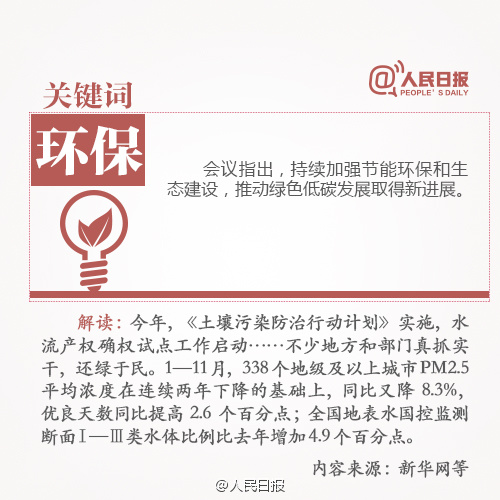 @人民日报
PEOPLE'S DAILY
关键词
环保
会议指出，持续加强节能环保和生
态建设，推动绿色低碳发展取得新进展。
解读：今年，《土壤污染防治行动计划》实施，水
流产权确权试点工作启动……不少地方和部门真抓实
干，还绿于民。1—11月，338个地级及以上城市PM2.5
平均浓度在连续两年下降的基础上，同比又降 8.3%，
优良天数同比提高 2.6 个百分点；全国地表水国控监测
断面Ⅰ—Ⅲ类水体比例比去年增加4.9个百分点。
内容来源：新华网等
@人民日报